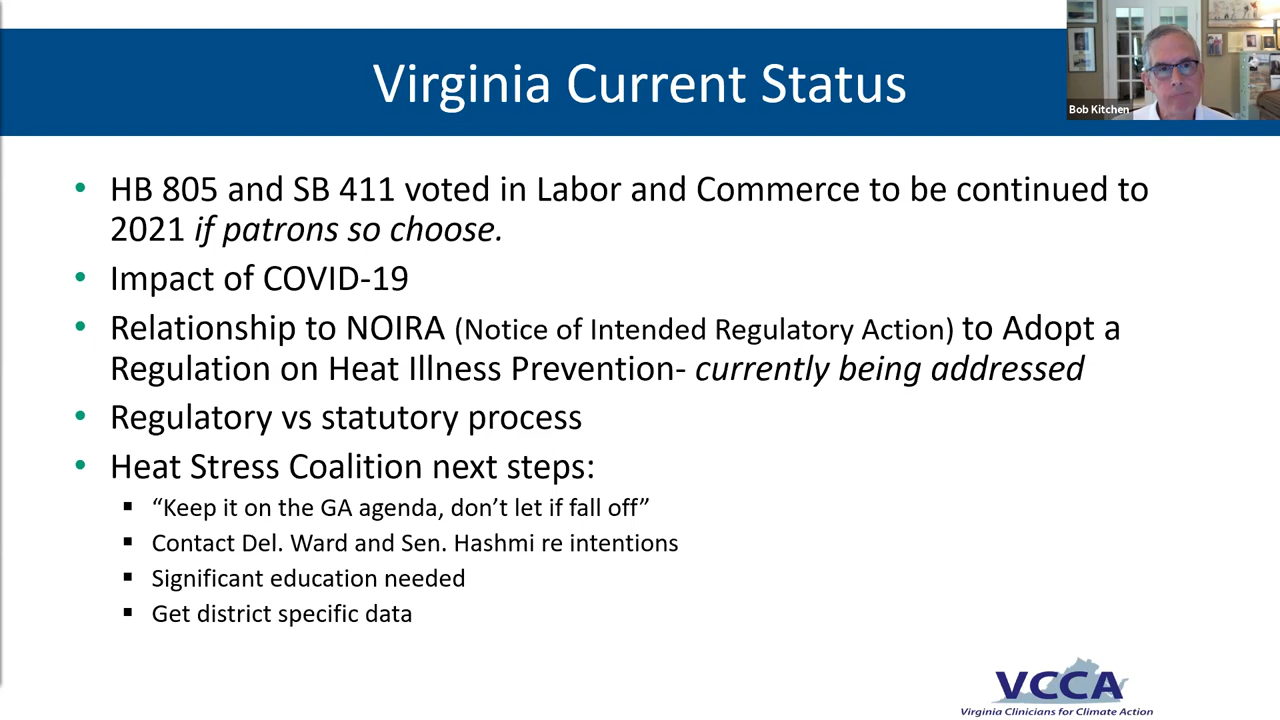 Virginia Current Status
Bob Kitchen
• HB 805 and SB 411 voted in Labor and Commerce to be continued to
2021 if patrons so choose.
• Impact of COVID-19
• Relationship to NOIRA (Notice of Intended Regulatory Action) to Adopt a
Regulation on Heat Illness Prevention- currently being addressed
• Regulatory vs statutory process
• Heat Stress Coalition next steps:
▪ “Keep it on the GA agenda, don’t let if fall off”
▪ Contact Del. Ward and Sen. Hashmi re intentions
▪ Significant education needed
▪ Get district specific data
VCCA
Virginia Clinicians for Climate Action